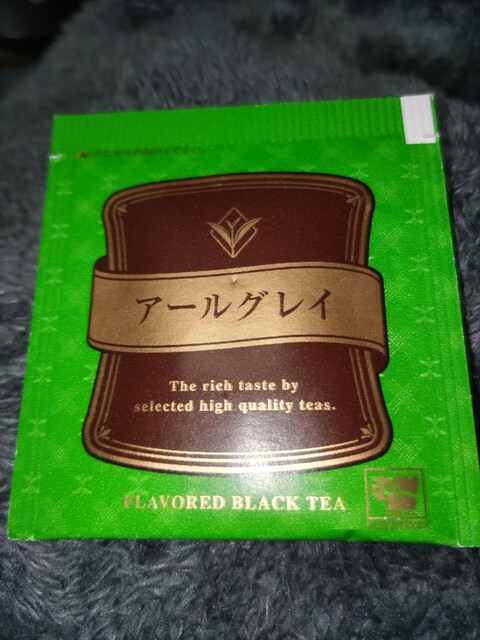 アールグレイ
The rich taste by
selected high quality teas.
FLAVORED BLACK TEA